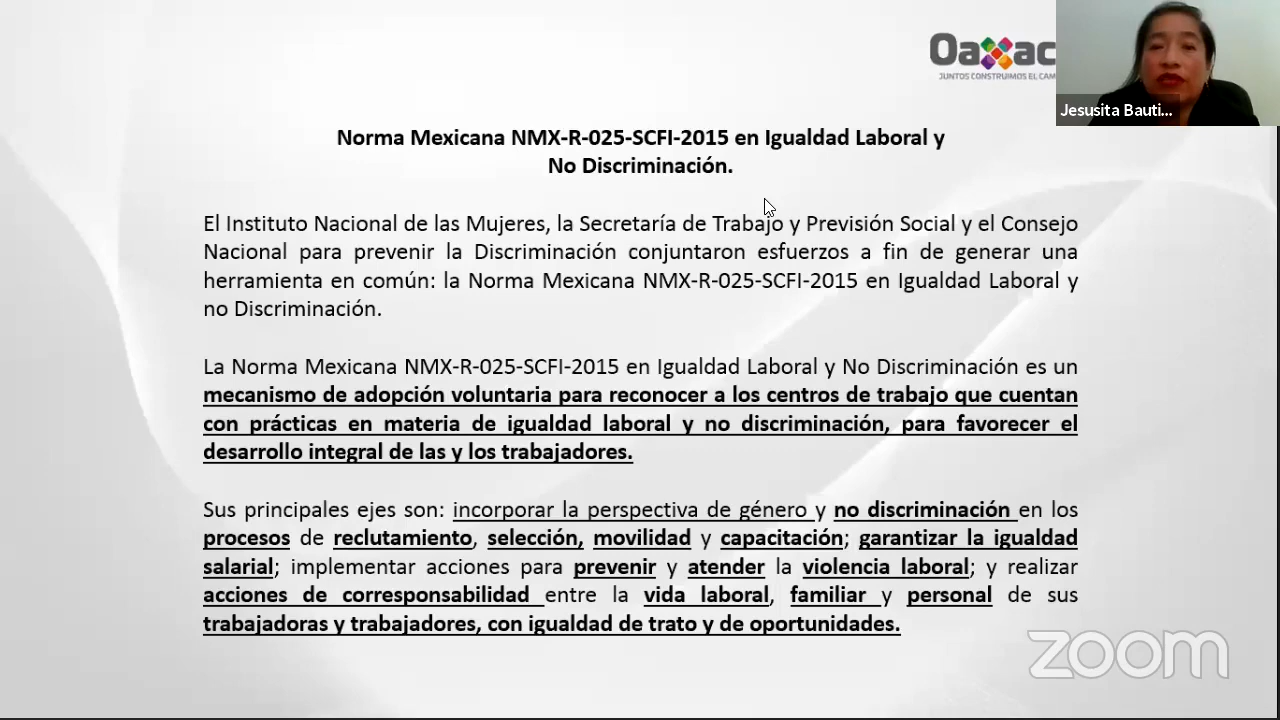 Oaxac
JUNTOS CONSTRUIMOS EL CAM
Jesusita Bauti...
Norma Mexicana NMX-R-025-SCFI-2015 en Igualdad Laboral y
No Discriminación.
El Instituto Nacional de las Mujeres, la Secretaría de Trabajo y Previsión Social y el Consejo
Nacional para prevenir la Discriminación conjuntaron esfuerzos a fin de generar una
herramienta en común: la Norma Mexicana NMX-R-025-SCFI-2015 en Igualdad Laboral y
no Discriminación.
La Norma Mexicana NMX-R-025-SCFI-2015 en Igualdad Laboral y No Discriminación es un
mecanismo de adopción voluntaria para reconocer a los centros de trabajo que cuentan
con prácticas en materia de igualdad laboral y no discriminación, para favorecer el
desarrollo integral de las y los trabajadores.
Sus principales ejes son: incorporar la perspectiva de género y no discriminación en los
procesos de reclutamiento, selección, movilidad y capacitación; garantizar la igualdad
salarial; implementar acciones para prevenir y atender la violencia laboral; y realizar
acciones de corresponsabilidad entre la vida laboral, familiar y personal de sus
trabajadoras y trabajadores, con igualdad de trato y de oportunidades.
zoom